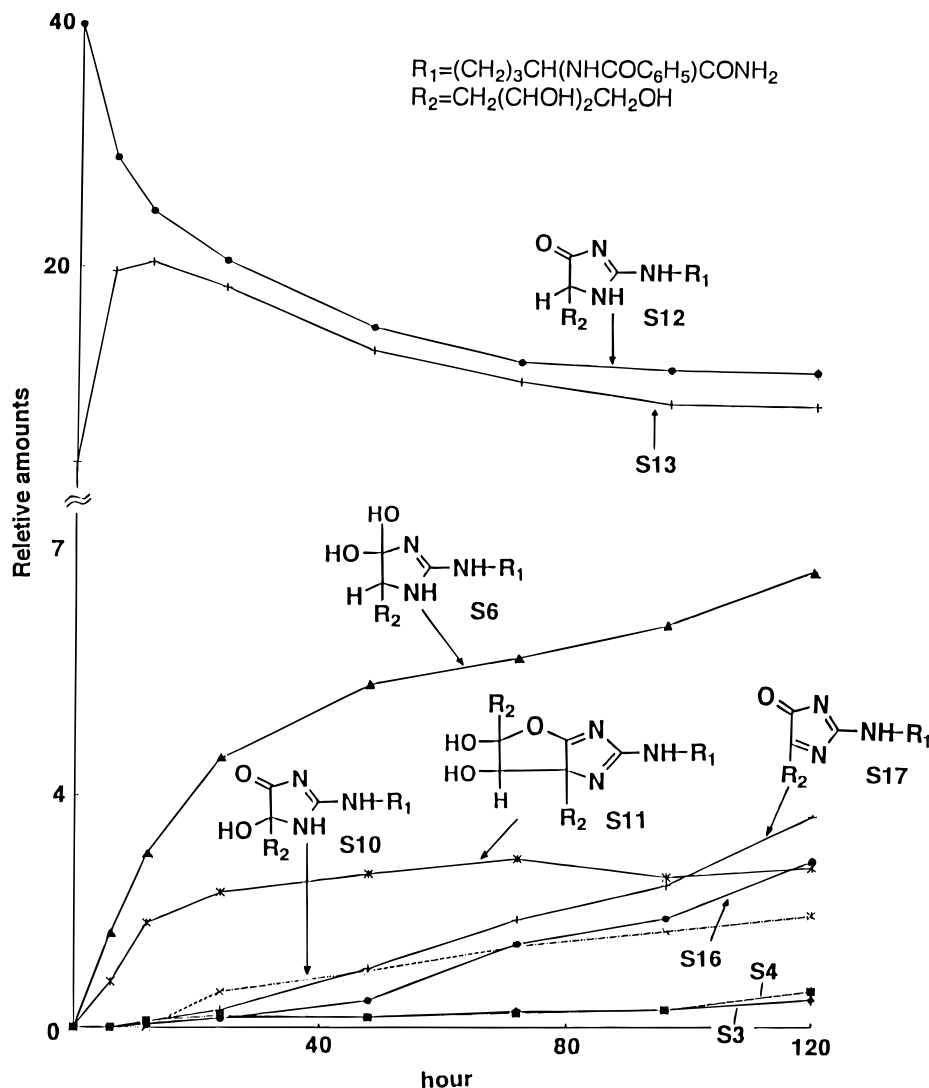 40
R₁=(CH₂)₃CH(NHCOC₆H₅)CONH₂
R₂=CH₂(CHOH)₂CH₂OH
O N
20
NH-R₁
H NH
R₂ S12
S13
Reletive amounts
HO
7
HO N
NH-R₁
H NH
R₂ S6
R₂ O N
HO NH-R₁
HO N
H R₂ S11
O N
NH-R₁
N
R₂ S17
4
O N
NH-R₁
HO NH
R₂ S10
S16
S4
S3
0
40 80 120
hour